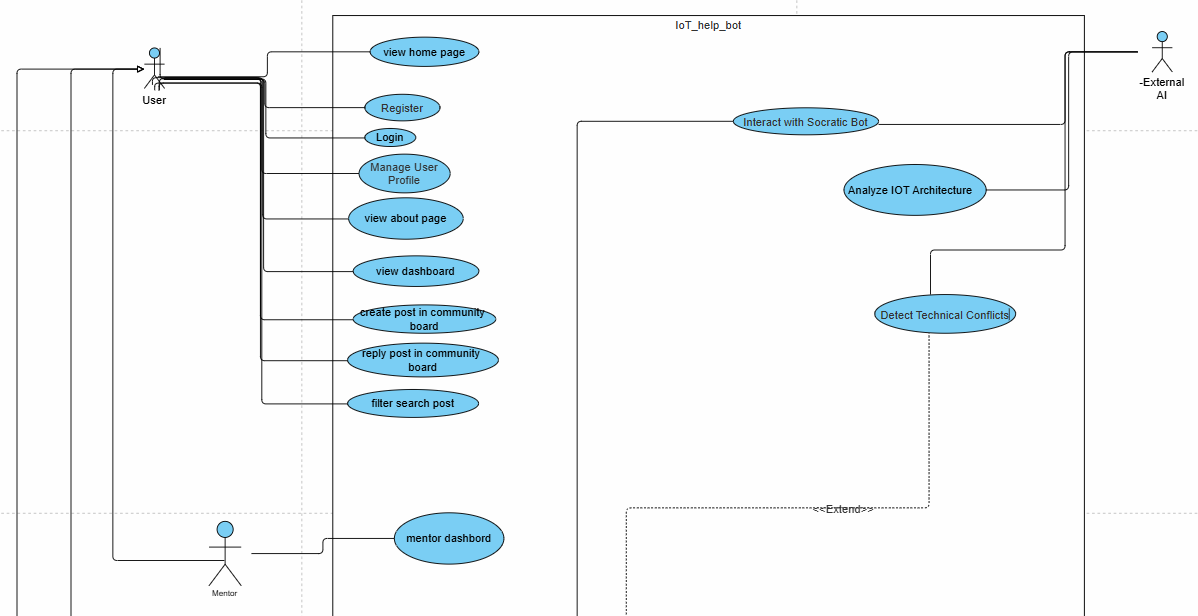 IoT_help_bot
view home page
User
-External
AI
Register
Interact with Socratic Bot
Login
Manage User
Profile
Analyze IOT Architecture
view about page
view dashboard
create post in community
board
Detect Technical Conflicts
reply post in community
board
filter search post
<<Extend>>
mentor dashbord
Mentor